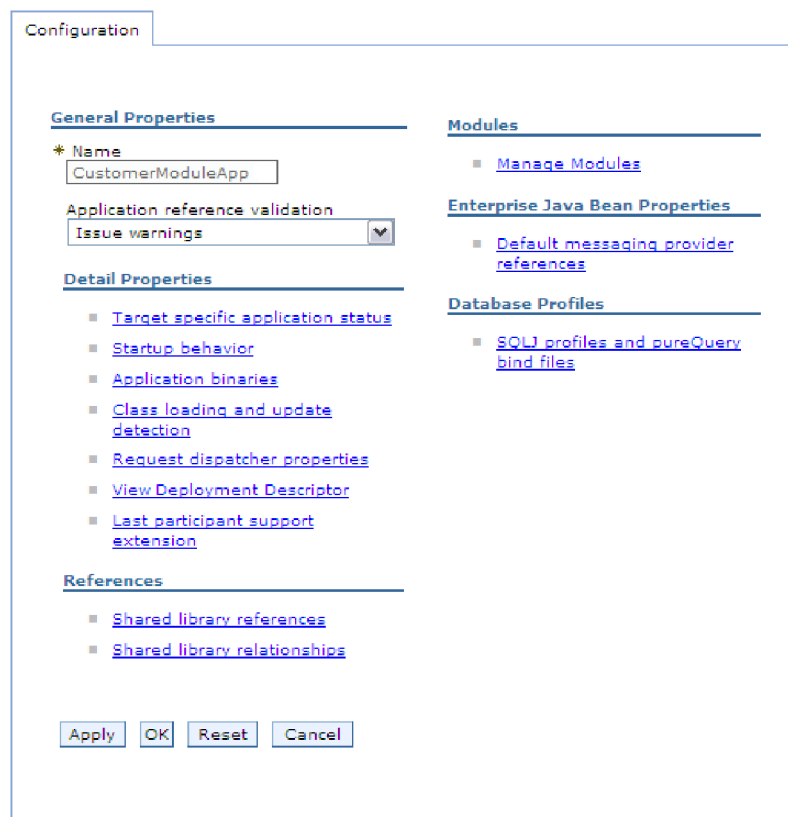 Configuration
General Properties
* Name
CustomerModuleApp
Application reference validation
Issue warnings
Detail Properties
Target specific application status
Startup behavior
Application binaries
Class loading and update
detection
Request dispatcher properties
View Deployment Descriptor
Last participant support
extension
References
Shared library references
Shared library relationships
Modules
Manage Modules
Enterprise Java Bean Properties
Default messaging provider
references
Database Profiles
SQLJ profiles and pureQuery
bind files
Apply OK Reset Cancel